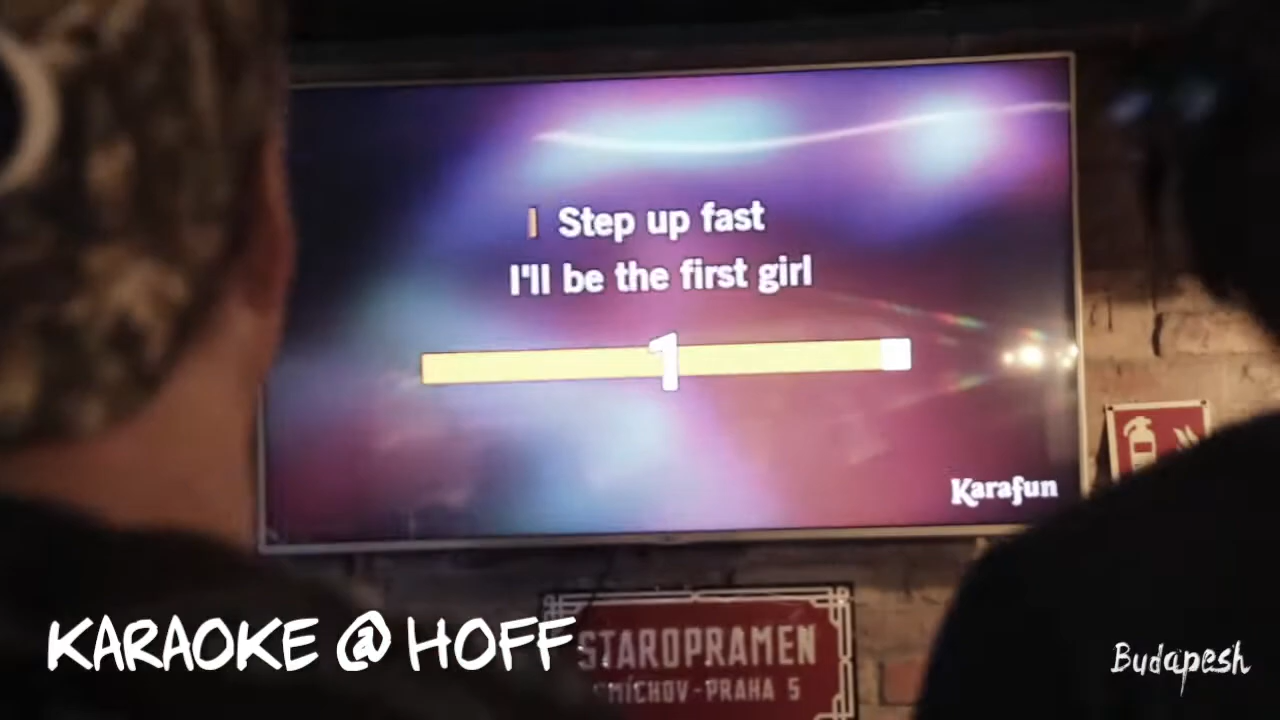 Step up fast
I'll be the first girl
1
Karafun
STAROPRAMEN
SMÍCHOV-PRAHA 5
KARAOKE @ HOFF
Budapesh